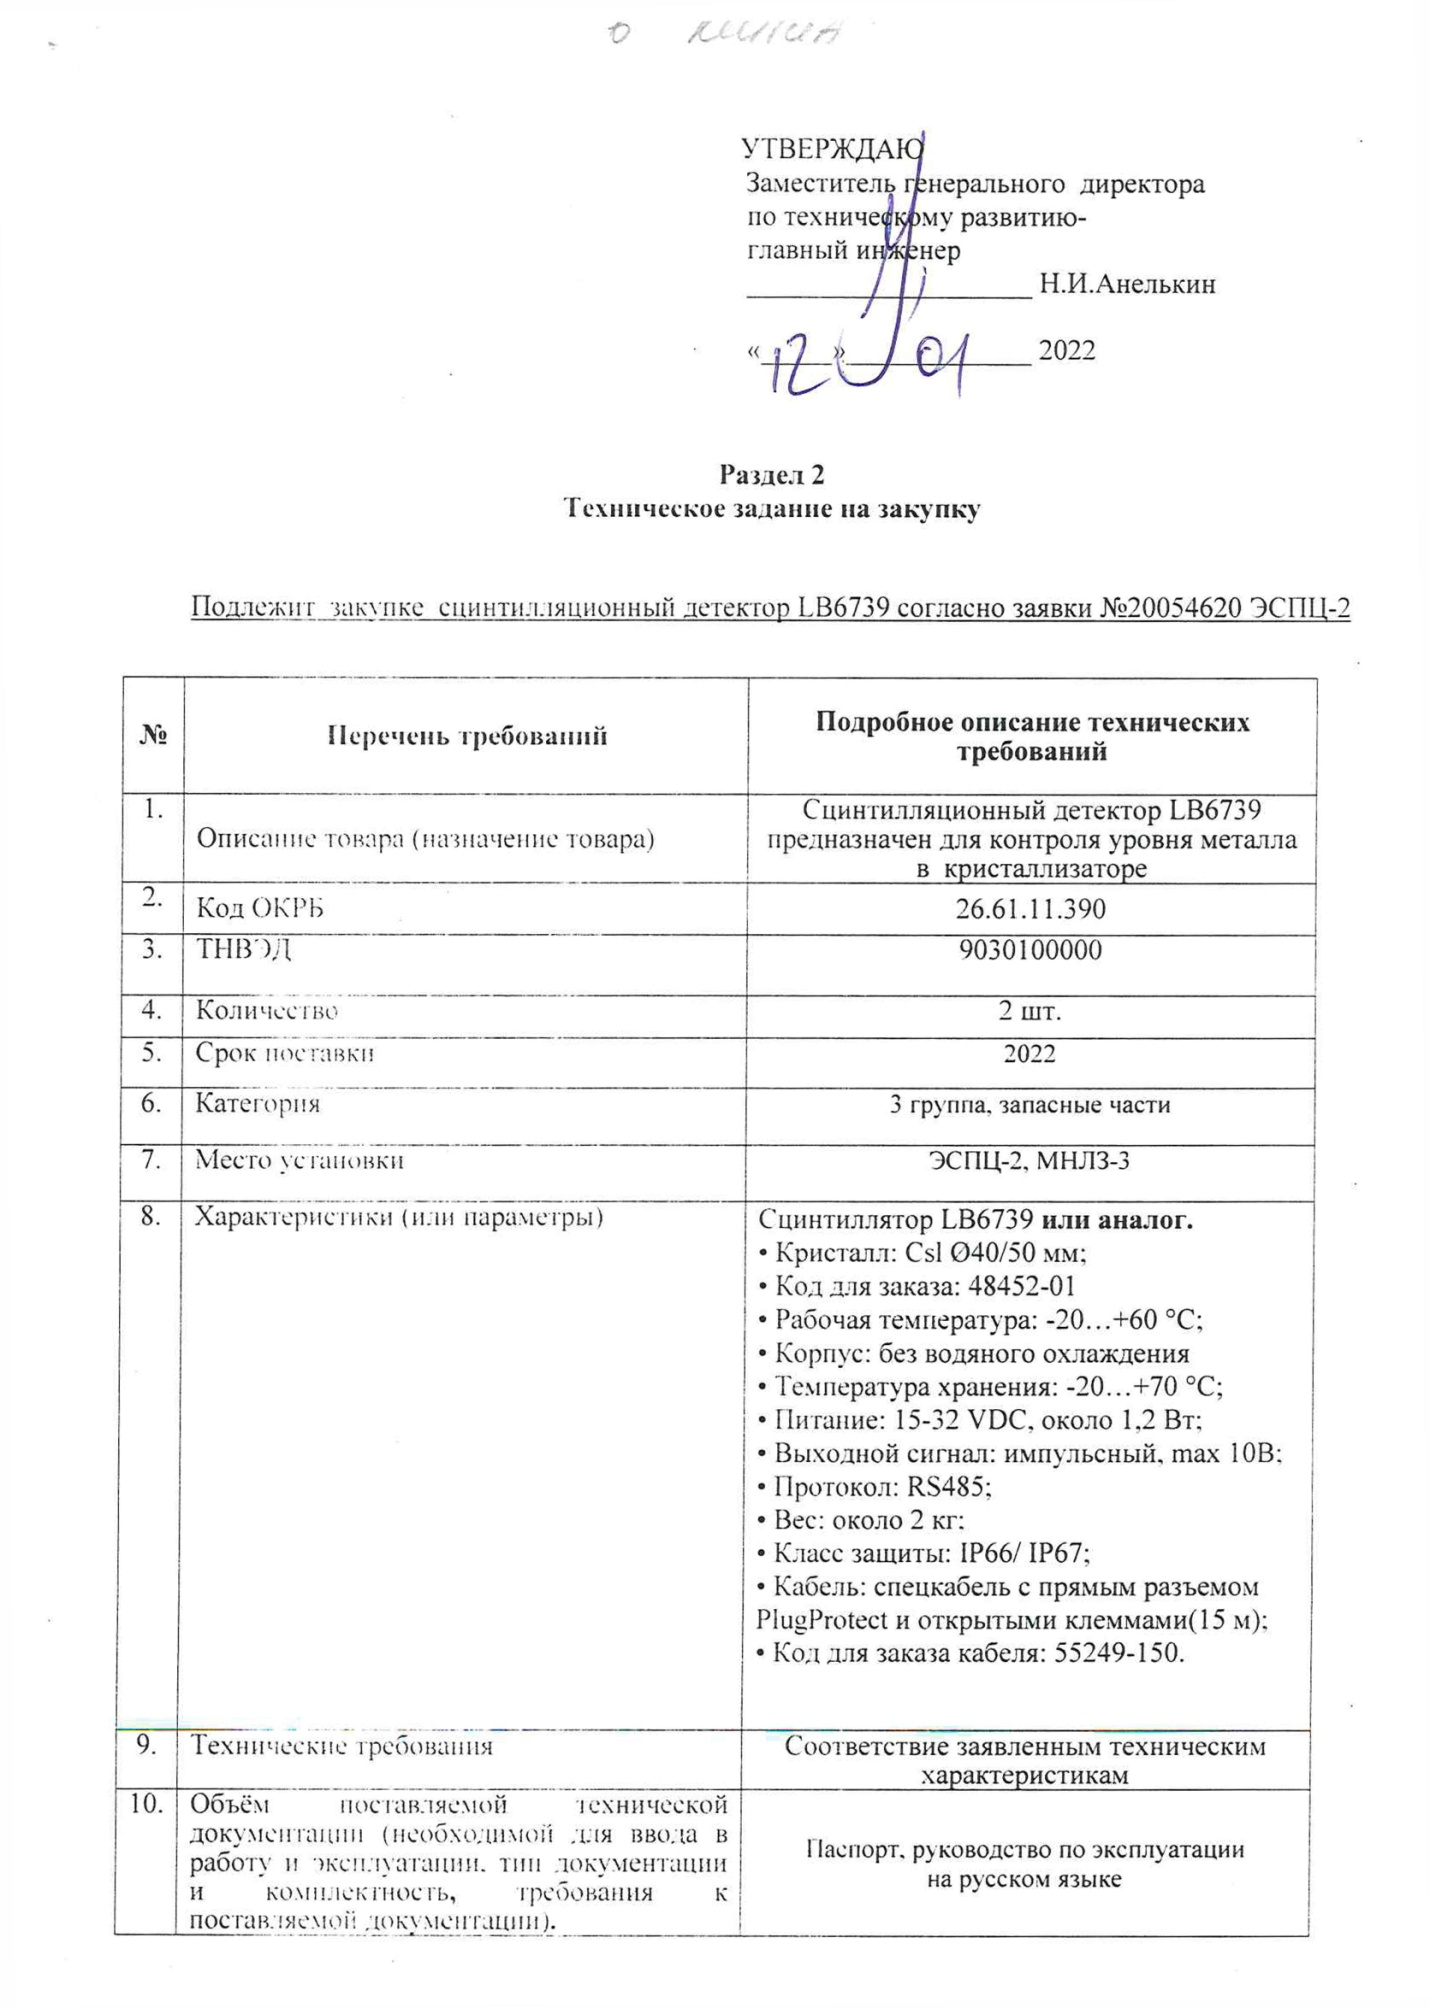 УТВЕРЖДАЮ
Заместитель генерального директора
по техническому развитию-
главный инженер
____________________ Н.И.Анелькин
«12» 01 2022
Раздел 2
Техническое задание на закупку
Подлежит закупке сцинтилляционный детектор LB6739 согласно заявки №20054620 ЭСПЦ-2
№ Перечень требований Подробное описание технических
требований
1. Описание товара (назначение товара) Сцинтилляционный детектор LB6739
предназначен для контроля уровня металла
в кристаллизаторе
2. Код ОКРБ 26.61.11.390
3. ТНВЭД 9030100000
4. Количество 2 шт.
5. Срок поставки 2022
6. Категория 3 группа, запасные части
7. Место установки ЭСПЦ-2, МНЛЗ-3
8. Характеристики (или параметры) Сцинтиллятор LB6739 или аналог.
• Кристалл: Csl Ø40/50 мм;
• Код для заказа: 48452-01
• Рабочая температура: -20…+60 °С;
• Корпус: без водяного охлаждения
• Температура хранения: -20…+70 °С;
• Питание: 15-32 VDC, около 1,2 Вт;
• Выходной сигнал: импульсный, max 10В;
• Протокол: RS485;
• Вес: около 2 кг;
• Класс защиты: IP66/ IP67;
• Кабель: спецкабель с прямым разъемом
PlugProtect и открытыми клеммами(15 м);
• Код для заказа кабеля: 55249-150.
9. Технические требования Соответствие заявленным техническим
характеристикам
10. Объём поставляемой технической
документации (необходимой для ввода в
работу и эксплуатации, тип документации
и комплектность, требования к
поставляемой документации).
Паспорт, руководство по эксплуатации
на русском языке